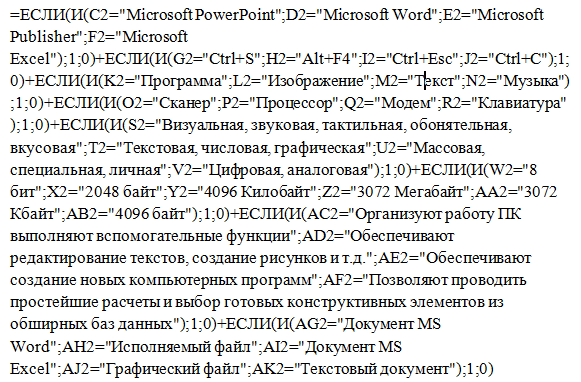 =ЕСЛИ(И(C2="Microsoft PowerPoint";D2="Microsoft Word";E2="Microsoft
Publisher";F2="Microsoft
Excel");1;0)+ЕСЛИ(И(G2="Ctrl+S";H2="Alt+F4";I2="Ctrl+Esc";J2="Ctrl+C");1;
0)+ЕСЛИ(И(K2="Программа";L2="Изображение";M2="Текст";N2="Музыка")
;1;0)+ЕСЛИ(И(O2="Сканер";P2="Процессор";Q2="Модем";R2="Клавиатура"
);1;0)+ЕСЛИ(И(S2="Визуальная, звуковая, тактильная, обонятельная,
вкусовая";T2="Текстовая, числовая, графическая";U2="Массовая,
специальная, личная";V2="Цифровая, аналоговая");1;0)+ЕСЛИ(И(W2="8
бит";X2="2048 байт";Y2="4096 Килобайт";Z2="3072 Мегабайт";AA2="3072
Кбайт";AB2="4096 байт");1;0)+ЕСЛИ(И(AC2="Организуют работу ПК
выполняют вспомогательные функции";AD2="Обеспечивают
редактирование текстов, создание рисунков и т.д.";AE2="Обеспечивают
создание новых компьютерных программ";AF2="Позволяют проводить
простейшие расчеты и выбор готовых конструктивных элементов из
обширных баз данных");1;0)+ЕСЛИ(И(AG2="Документ MS
Word";AH2="Исполняемый файл";AI2="Документ MS
Excel";AJ2="Графический файл";AK2="Текстовый документ");1;0)